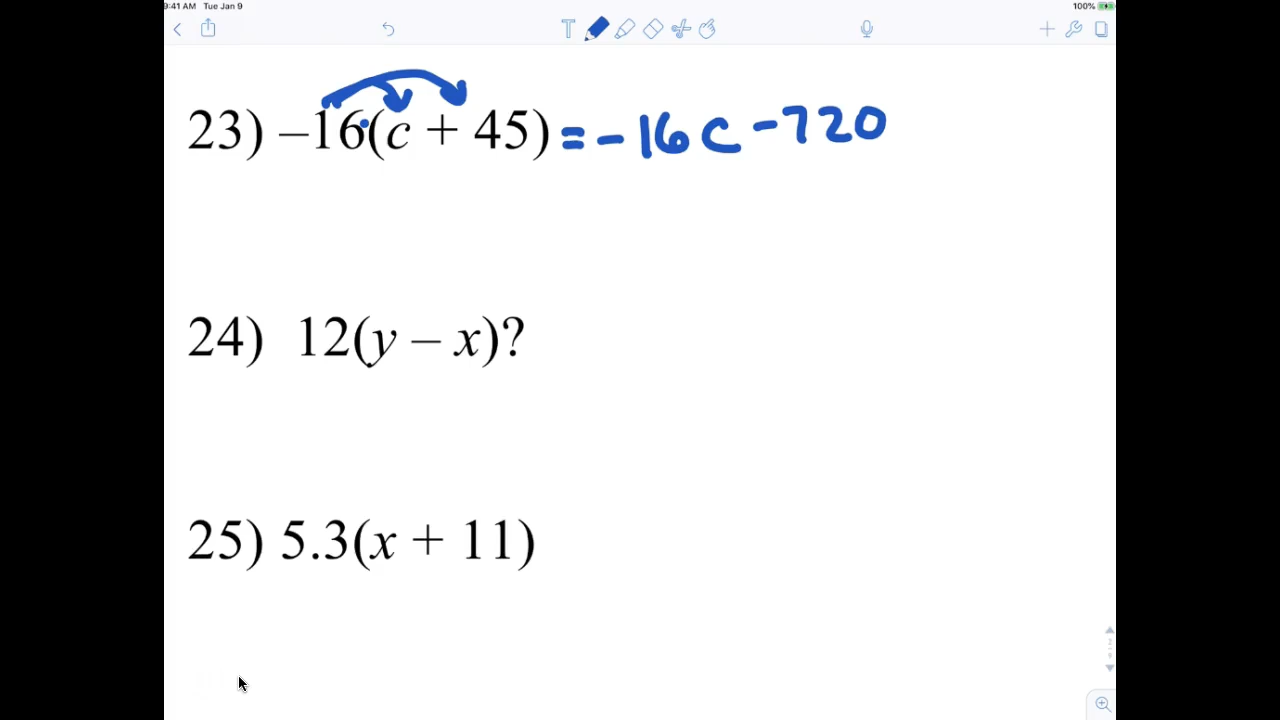 9:41 AM Tue Jan 9 100%
T
23) –16·(c + 45) = -16c -720
24) 12(y – x)?
25) 5.3(x + 11)